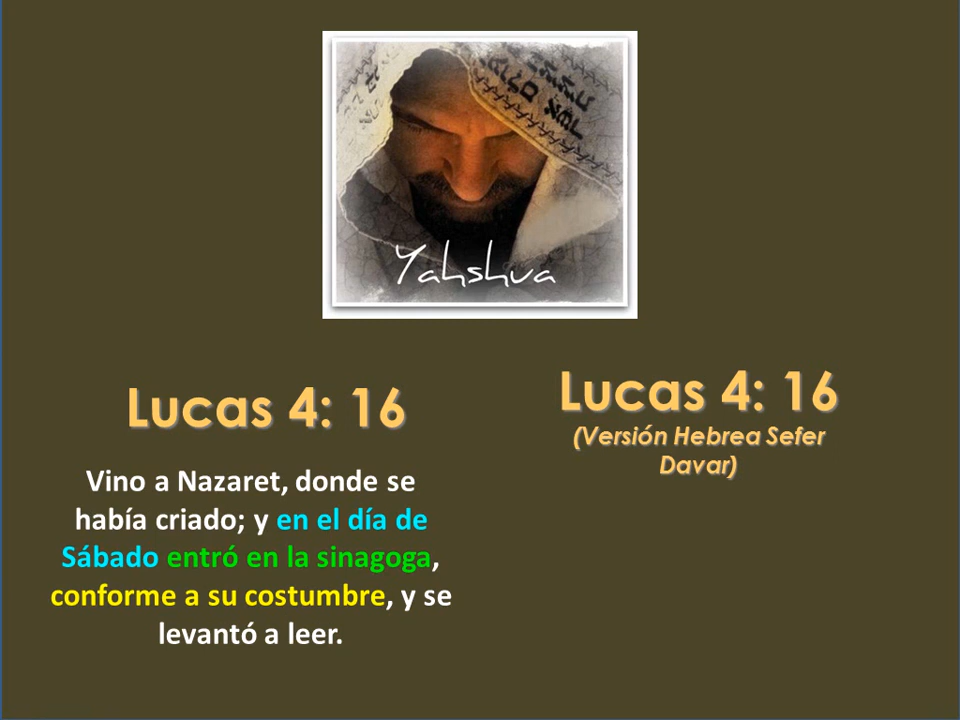 Yahshua
Lucas 4: 16
Vino a Nazaret, donde se
había criado; y en el día de
Sábado entró en la sinagoga,
conforme a su costumbre, y se
levantó a leer.
Lucas 4: 16
(Versión Hebrea Sefer
Davar)